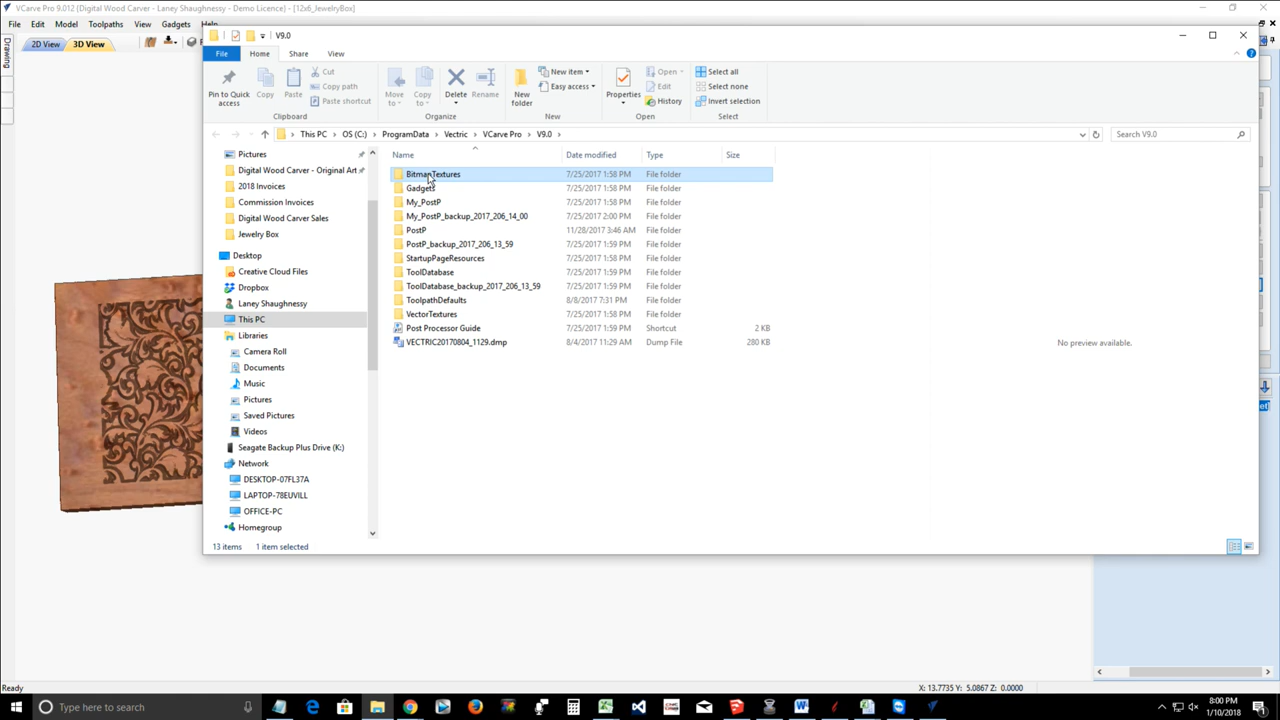 VCarve Pro 9.012 {Digital Wood Carver - Laney Shaughnessy - Demo Licence} - [12x6_JewelryBox]
File Edit Model Toolpaths View Gadgets Help
2D View 3D View
Drawing
V9.0
File Home Share View
Pin to Quick access
Copy
Paste
Cut
Copy path
Paste shortcut
Clipboard
Move to
Copy to
Delete
Rename
Organize
New folder
New item
Easy access
New
Properties
Open
Edit
History
Open
Select all
Select none
Invert selection
Select
This PC > OS (C:) > ProgramData > Vectric > VCarve Pro > V9.0 >
Search V9.0
Pictures
Digital Wood Carver - Original Art
2018 Invoices
Commission Invoices
Digital Wood Carver Sales
Jewelry Box
Desktop
Creative Cloud Files
Dropbox
Laney Shaughnessy
This PC
Libraries
Camera Roll
Documents
Music
Pictures
Saved Pictures
Videos
Seagate Backup Plus Drive (K:)
Network
DESKTOP-07FL37A
LAPTOP-78EUVILL
OFFICE-PC
Homegroup
Name Date modified Type Size
BitmapTextures 7/25/2017 1:58 PM File folder
Gadgets 7/25/2017 1:58 PM File folder
My_PostP 7/25/2017 1:58 PM File folder
My_PostP_backup_2017_206_14_00 7/25/2017 2:00 PM File folder
PostP 11/28/2017 3:46 AM File folder
PostP_backup_2017_206_13_59 7/25/2017 1:59 PM File folder
StartupPageResources 7/25/2017 1:58 PM File folder
ToolDatabase 7/25/2017 1:59 PM File folder
ToolDatabase_backup_2017_206_13_59 7/25/2017 1:59 PM File folder
ToolpathDefaults 8/8/2017 7:31 PM File folder
VectorTextures 7/25/2017 1:58 PM File folder
Post Processor Guide 7/25/2017 1:59 PM Shortcut 2 KB
VECTRIC20170804_1129.dmp 8/4/2017 11:29 AM Dump File 280 KB
No preview available.
13 items 1 item selected
Ready
X: 13.7735 Y: 5.0867 Z: 0.0000
Type here to search
8:00 PM
1/10/2018